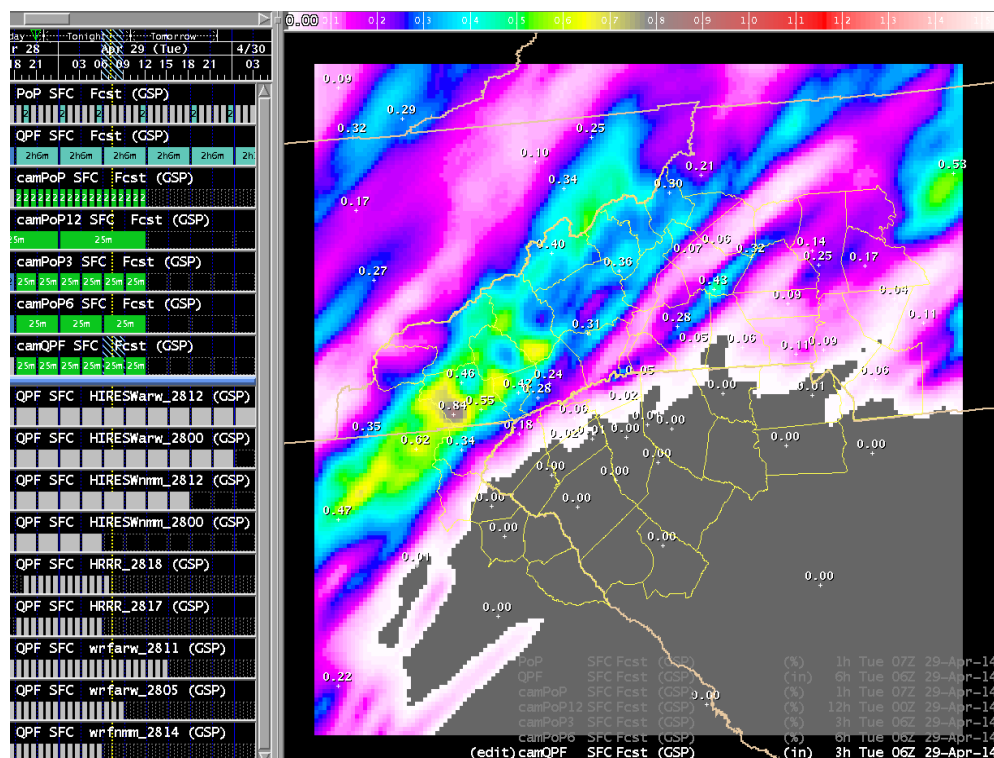 0.00 0.1 0.2 0.3 0.4 0.5 0.6 0.7 0.8 0.9 1.0 1.1 1.2 1.3 1.4
day Tonight Tomorrow
r 28 Apr 29 (Tue) 4/30
18 21 03 06 09 12 15 18 21 03
PoP SFC Fcst (GSP)
2 2 2 2 2 2
QPF SFC Fcst (GSP)
2h6m 2h6m 2h6m 2h6m 2h6m 2h
camPoP SFC Fcst (GSP)
camPoP12 SFC Fcst (GSP)
5m 25m
camPoP3 SFC Fcst (GSP)
25m 25m 25m 25m 25m 25m
camPoP6 SFC Fcst (GSP)
25m 25m 25m
camQPF SFC Fcst (GSP)
25m 25m 25m 25m 25m 25m
QPF SFC HIRESWarw_2812 (GSP)
QPF SFC HIRESWarw_2800 (GSP)
QPF SFC HIRESWnmm_2812 (GSP)
QPF SFC HIRESWnmm_2800 (GSP)
QPF SFC HRRR_2818 (GSP)
QPF SFC HRRR_2817 (GSP)
QPF SFC wrfarw_2811 (GSP)
QPF SFC wrfarw_2805 (GSP)
QPF SFC wrfnmm_2814 (GSP)
0.09
0.29
0.32 0.25
0.10
0.21
0.53
0.34 0.30
0.17
0.40 0.07 0.06 0.32 0.14
0.27 0.36 0.25 0.17
0.43 0.09 0.04
0.31 0.28 0.11
0.05 0.06 0.11 0.09
0.46 0.24 0.05 0.06
0.42 0.28 0.00 0.01
0.84 0.55 0.06 0.02
0.35 0.18 0.02
0.62 0.34 0.00 0.00
0.00 0.00
0.00 0.00
0.47 0.00 0.00
0.00 0.00
0.01
0.00
0.00
0.22
0.00
PoP SFC Fcst (GSP) (%) 1h Tue 07Z 29-Apr-14
QPF SFC Fcst (GSP) (in) 6h Tue 06Z 29-Apr-14
camPoP SFC Fcst (GSP) (%) 1h Tue 07Z 29-Apr-14
camPoP12 SFC Fcst (GSP) (%) 12h Tue 00Z 29-Apr-14
camPoP3 SFC Fcst (GSP) (%) 3h Tue 06Z 29-Apr-14
camPoP6 SFC Fcst (GSP) (%) 6h Tue 06Z 29-Apr-14
(edit) camQPF SFC Fcst (GSP) (in) 3h Tue 06Z 29-Apr-14